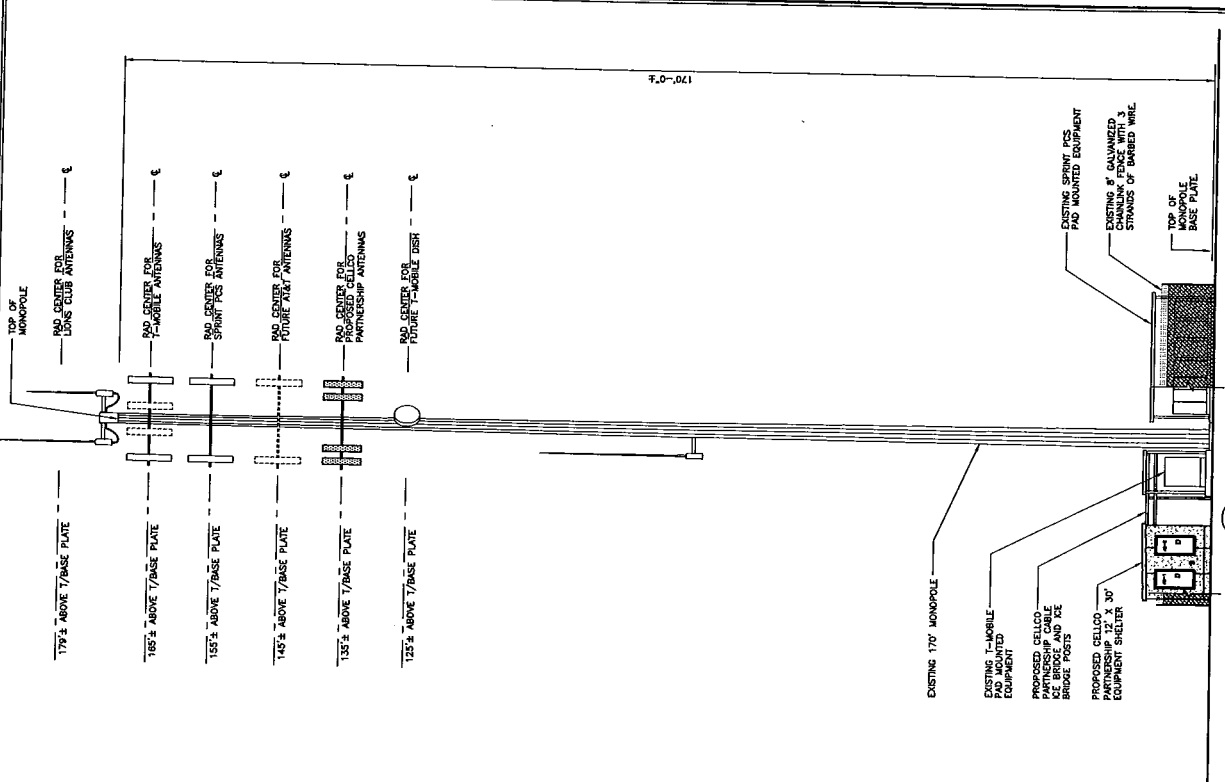 TOP OF
MONOPOLE
RAD CENTER FOR
LIONS CLUB ANTENNAS
℄
179'± ABOVE T/BASE PLATE
RAD CENTER FOR
T-MOBILE ANTENNAS
℄
165'± ABOVE T/BASE PLATE
RAD CENTER FOR
SPRINT PCS ANTENNAS
℄
155'± ABOVE T/BASE PLATE
RAD CENTER FOR
FUTURE AT&T ANTENNAS
℄
145'± ABOVE T/BASE PLATE
RAD CENTER FOR
PROPOSED CELLCO
PARTNERSHIP ANTENNAS
℄
135'± ABOVE T/BASE PLATE
RAD CENTER FOR
FUTURE T-MOBILE DISH
℄
125'± ABOVE T/BASE PLATE
170'-0"±
EXISTING 170' MONOPOLE
EXISTING T-MOBILE
PAD MOUNTED
EQUIPMENT
PROPOSED CELLCO
PARTNERSHIP CABLE
ICE BRIDGE AND ICE
BRIDGE POSTS
PROPOSED CELLCO
PARTNERSHIP 12' X 30'
EQUIPMENT SHELTER
EXISTING SPRINT PCS
PAD MOUNTED EQUIPMENT
EXISTING 8' GALVANIZED
CHAINLINK FENCE WITH 3
STRANDS OF BARBED WIRE.
TOP OF
MONOPOLE
BASE PLATE.